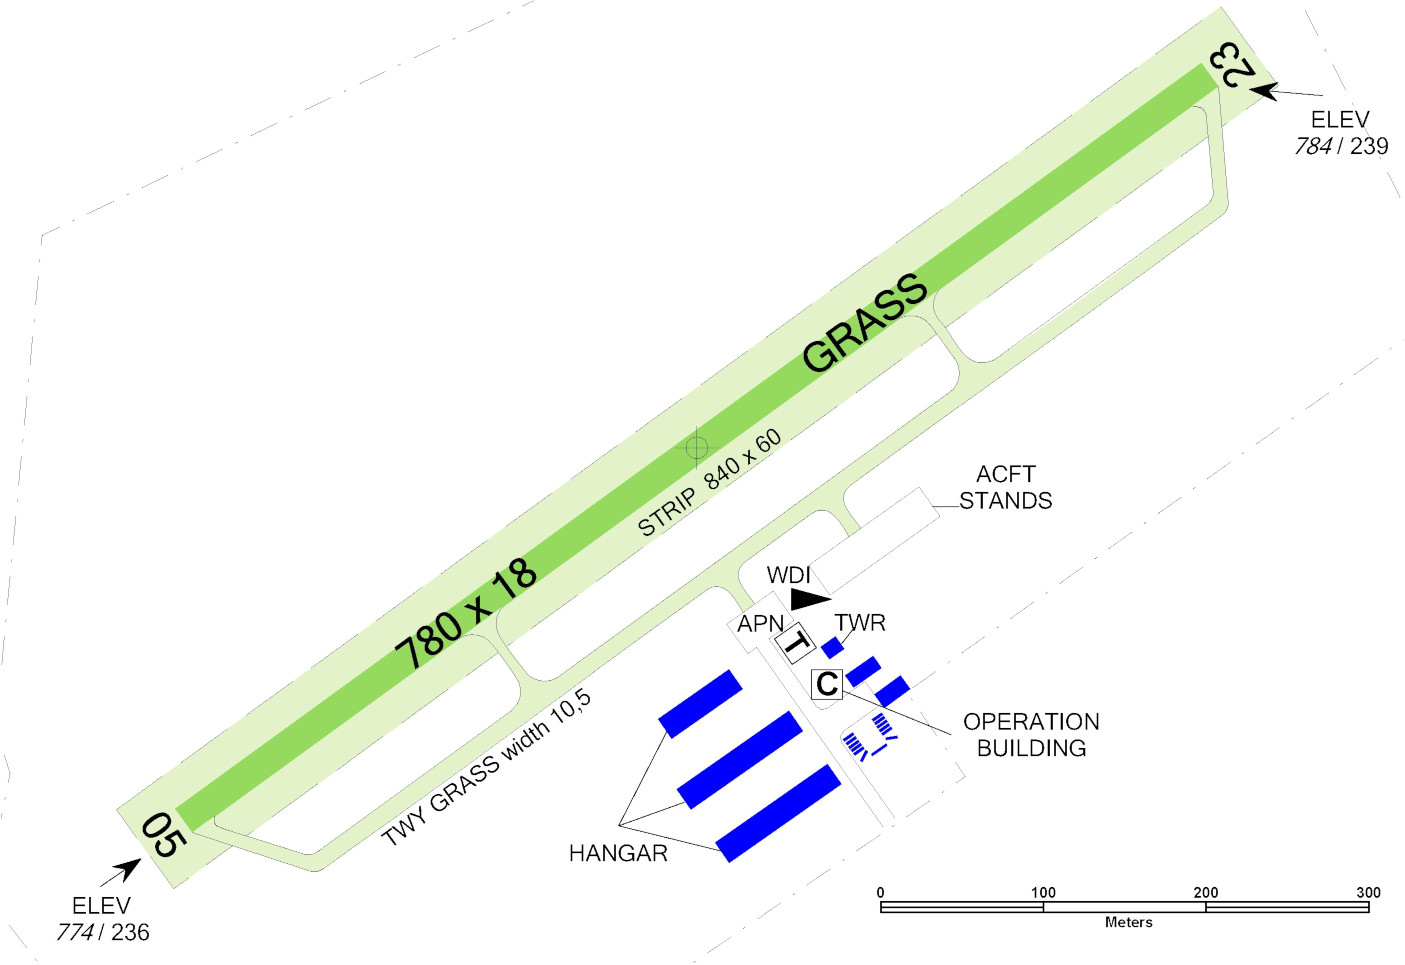 23
ELEV
784 / 239
GRASS
STRIP 840 x 60
780 x 18
ACFT
STANDS
WDI
APN
TWR
T
C
OPERATION
BUILDING
TWY GRASS width 10,5
HANGAR
05
ELEV
774 / 236
0 100 200 300
Meters